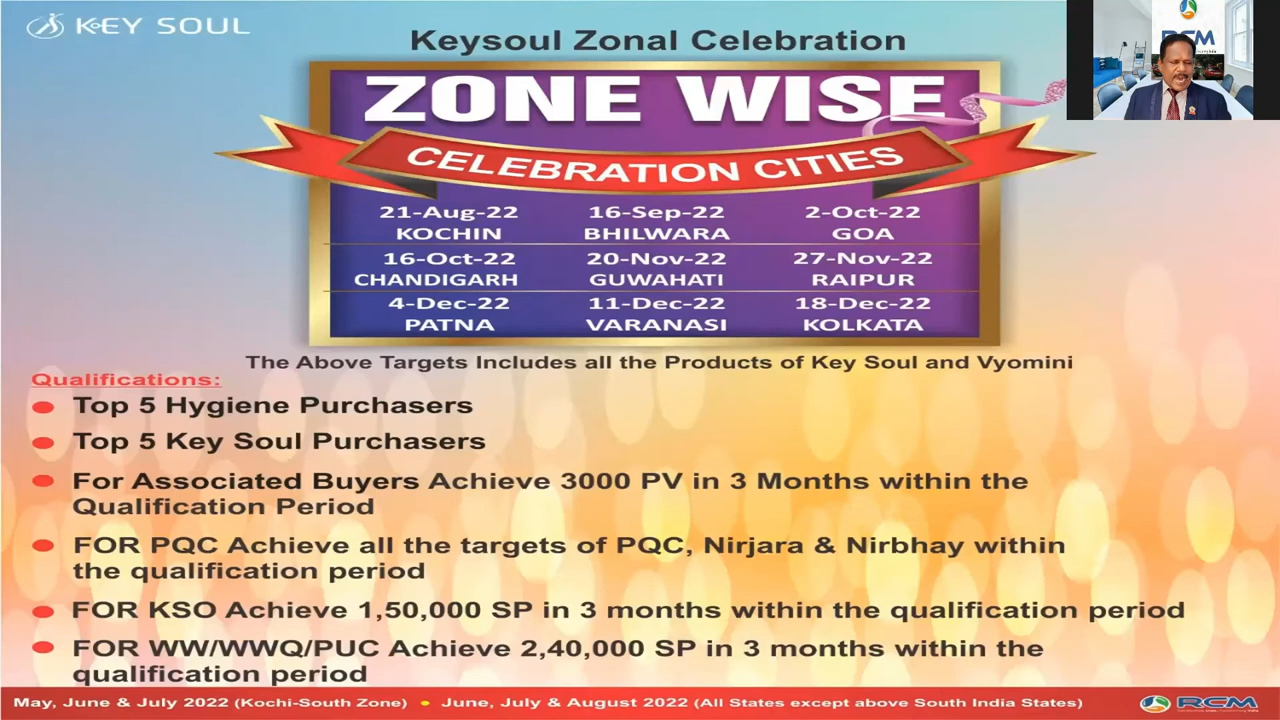 KEY SOUL
Keysoul Zonal Celebration
RCM
ZONE WISE
CELEBRATION CITIES
21-Aug-22 16-Sep-22 2-Oct-22
KOCHIN BHILWARA GOA
16-Oct-22 20-Nov-22 27-Nov-22
CHANDIGARH GUWAHATI RAIPUR
4-Dec-22 11-Dec-22 18-Dec-22
PATNA VARANASI KOLKATA
The Above Targets Includes all the Products of Key Soul and Vyomini
Qualifications:
Top 5 Hygiene Purchasers
Top 5 Key Soul Purchasers
For Associated Buyers Achieve 3000 PV in 3 Months within the
Qualification Period
FOR PQC Achieve all the targets of PQC, Nirjara & Nirbhay within
the qualification period
FOR KSO Achieve 1,50,000 SP in 3 months within the qualification period
FOR WW/WWQ/PUC Achieve 2,40,000 SP in 3 months within the
qualification period
May, June & July 2022 (Kochi-South Zone) • June, July & August 2022 (All States except above South India States)
RCM